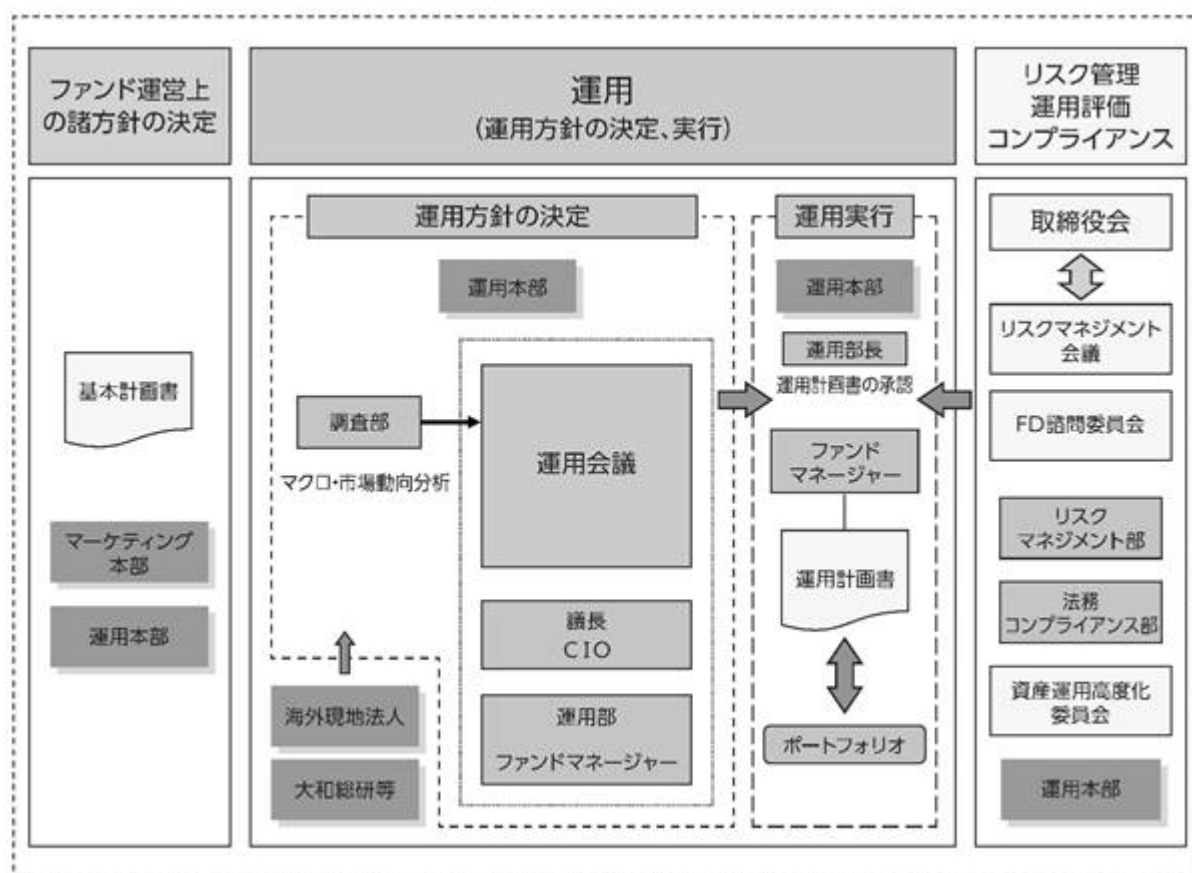 ファンド運営上
の諸方針の決定
基本計画書
マーケティング
本部
運用本部
運用
(運用方針の決定、実行)
運用方針の決定
運用本部
調査部
マクロ・市場動向分析
運用会議
議長
CIO
運用部
ファンドマネージャー
海外現地法人
大和総研等
運用実行
運用本部
運用部長
運用計画書の承認
ファンド
マネージャー
運用計画書
ポートフォリオ
リスク管理
運用評価
コンプライアンス
取締役会
リスクマネジメント
会議
FD諮問委員会
リスク
マネジメント部
法務
コンプライアンス部
資産運用高度化
委員会
運用本部